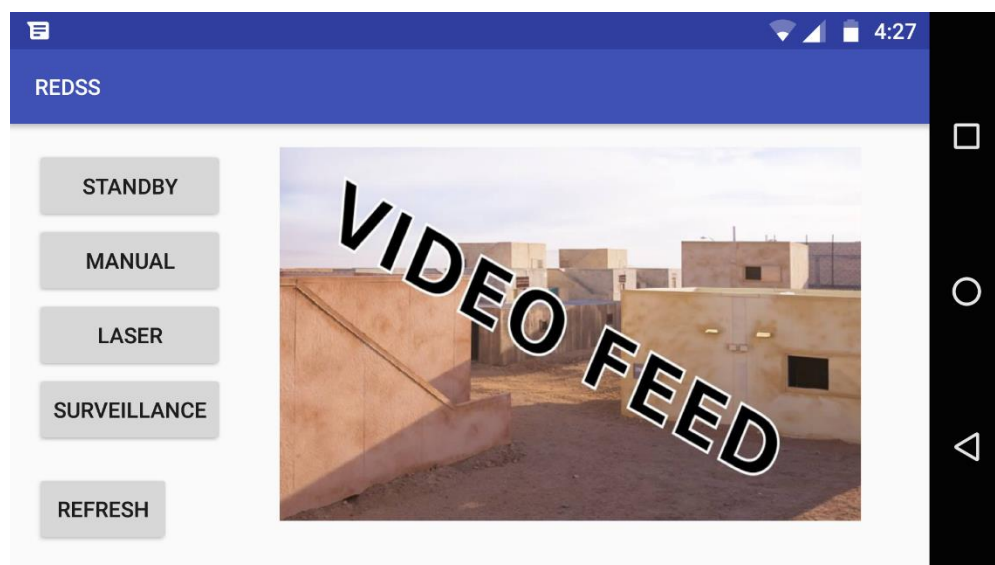 4:27
REDSS
STANDBY
MANUAL
LASER
SURVEILLANCE
REFRESH
VIDEO FEED